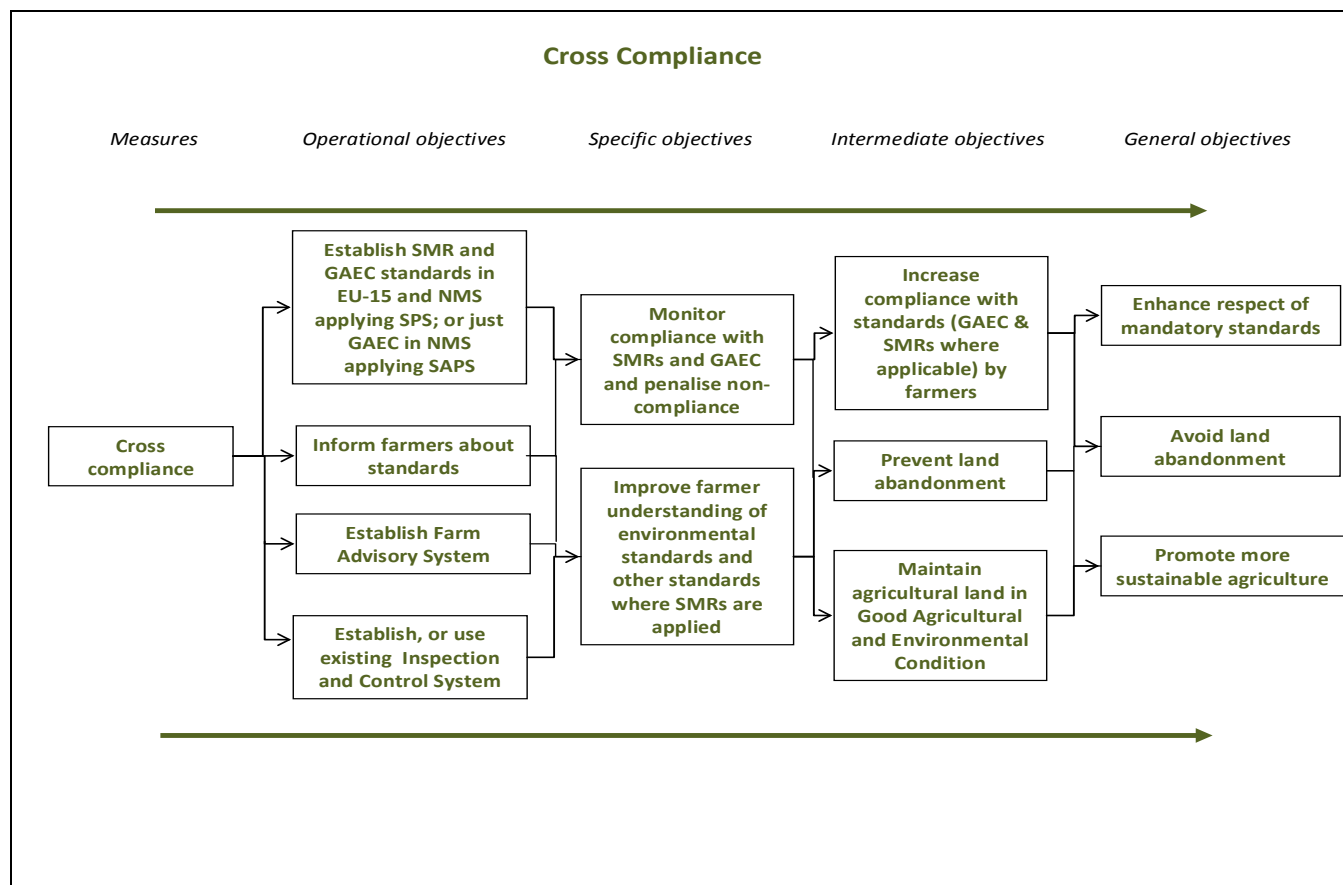 Cross Compliance
Measures
Operational objectives
Specific objectives
Intermediate objectives
General objectives
Cross
compliance
Establish SMR and
GAEC standards in
EU-15 and NMS
applying SPS; or just
GAEC in NMS
applying SAPS
Inform farmers about
standards
Establish Farm
Advisory System
Establish, or use
existing Inspection
and Control System
Monitor
compliance with
SMRs and GAEC
and penalise non-
compliance
Improve farmer
understanding of
environmental
standards and
other standards
where SMRs are
applied
Increase
compliance with
standards (GAEC &
SMRs where
applicable) by
farmers
Prevent land
abandonment
Maintain
agricultural land in
Good Agricultural
and Environmental
Condition
Enhance respect of
mandatory standards
Avoid land
abandonment
Promote more
sustainable agriculture